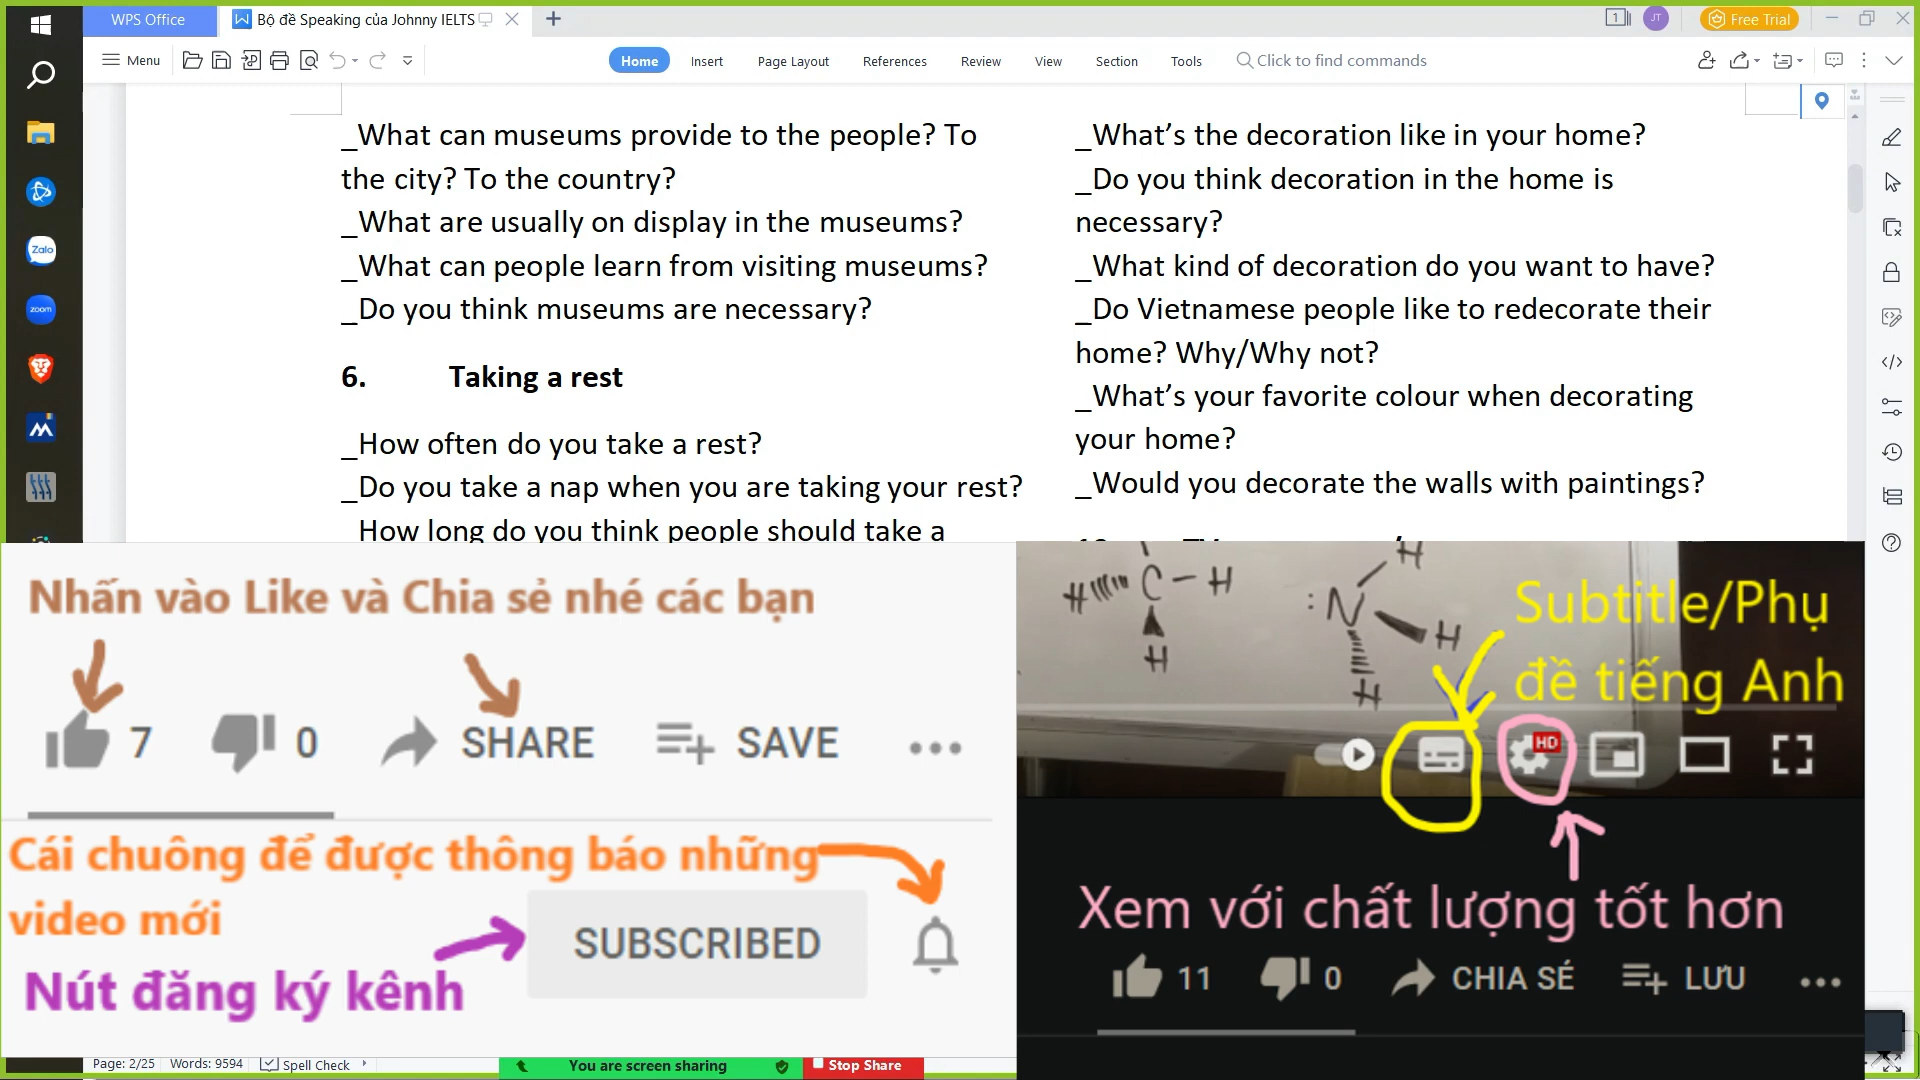 WPS Office
Bộ đề Speaking của Johnny IELTS
1
JT
Free Trial
Menu
Home
Insert
Page Layout
References
Review
View
Section
Tools
Click to find commands
_What can museums provide to the people? To
the city? To the country?
_What are usually on display in the museums?
_What can people learn from visiting museums?
_Do you think museums are necessary?
6. Taking a rest
_How often do you take a rest?
_Do you take a nap when you are taking your rest?
_How long do you think people should take a
_What's the decoration like in your home?
_Do you think decoration in the home is
necessary?
_What kind of decoration do you want to have?
_Do Vietnamese people like to redecorate their
home? Why/Why not?
_What's your favorite colour when decorating
your home?
_Would you decorate the walls with paintings?
Zalo
zoom
Nhấn vào Like và Chia sẻ nhé các bạn
7
0
SHARE
SAVE
Cái chuông để được thông báo những
video mới
SUBSCRIBED
Nút đăng ký kênh
H C H
H
: N H
H
H
Subtitle/Phụ
đề tiếng Anh
HD
Xem với chất lượng tốt hơn
11
0
CHIA SẺ
LƯU
Page: 2/25
Words: 9594
Spell Check
You are screen sharing
Stop Share